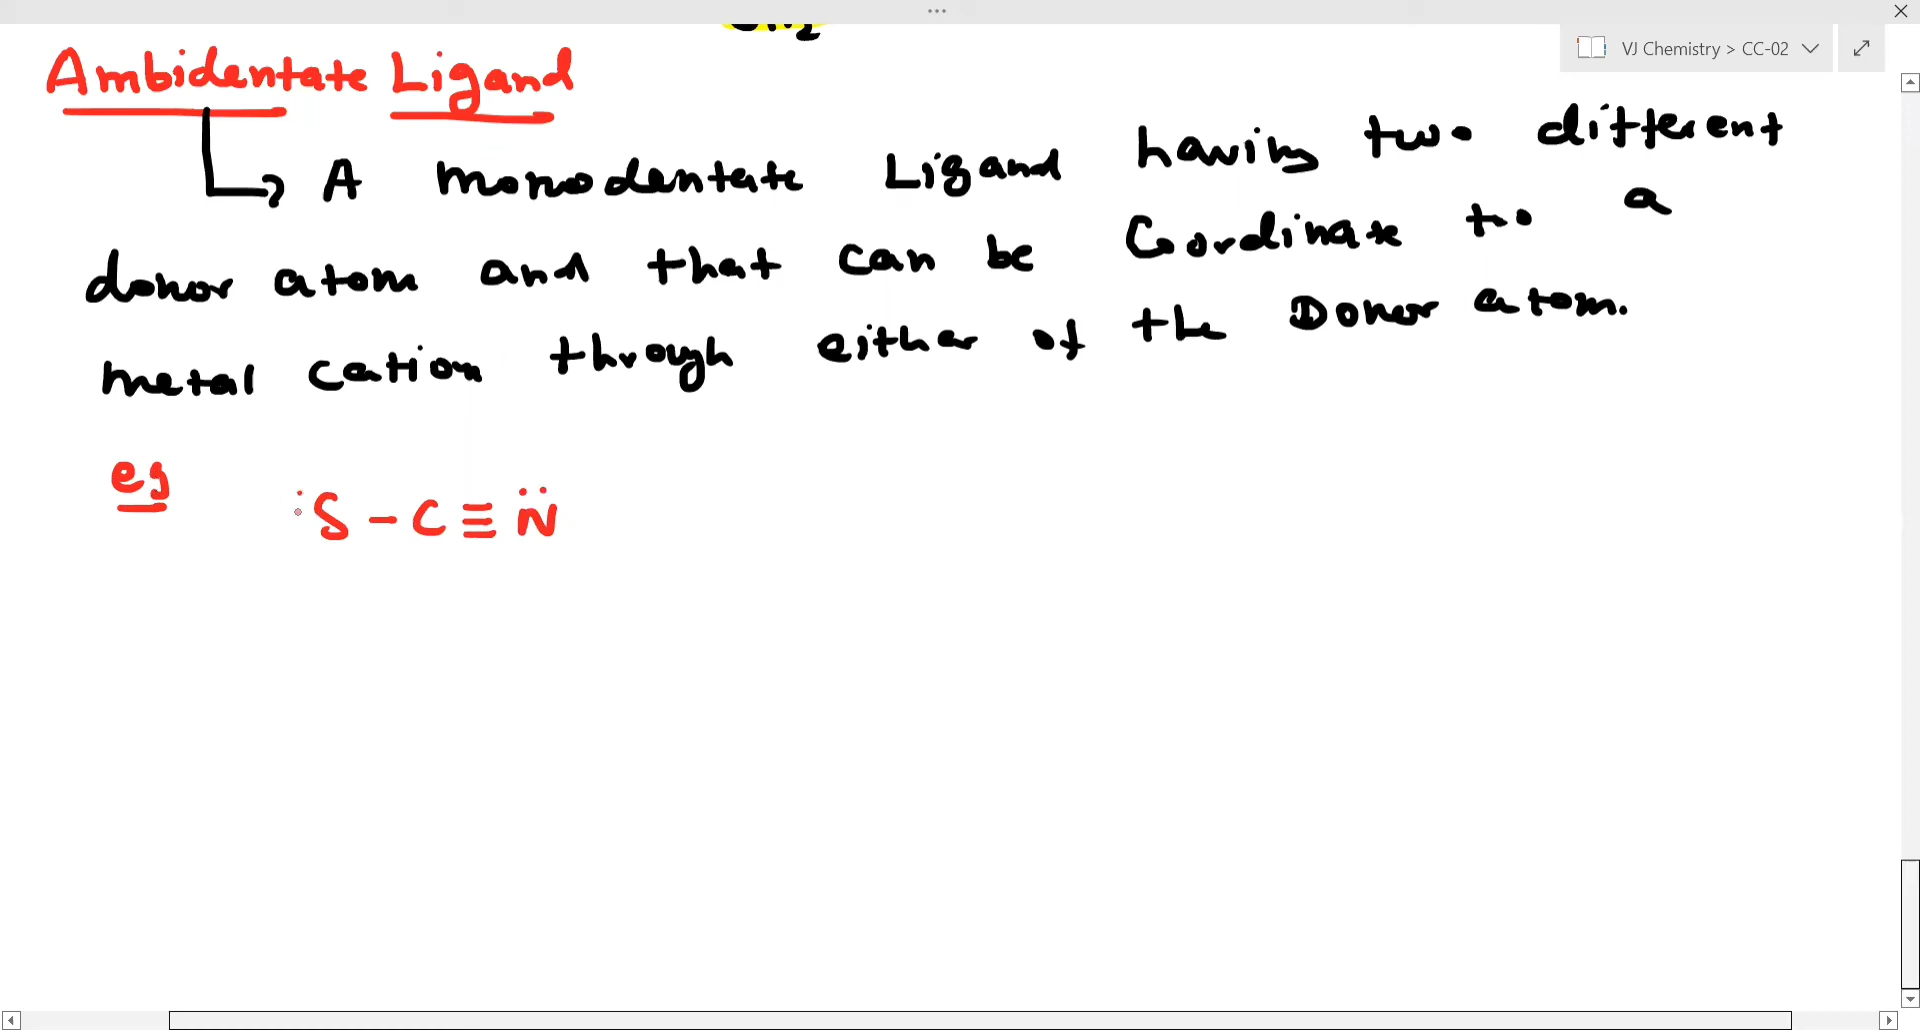 VJ Chemistry > CC-02
Ambidentate Ligand
A monodentate Ligand having two different
donor atom and that can be Coordinate to a
metal cation through either of the Donor atom.
eg
:S - C ≡ N̈